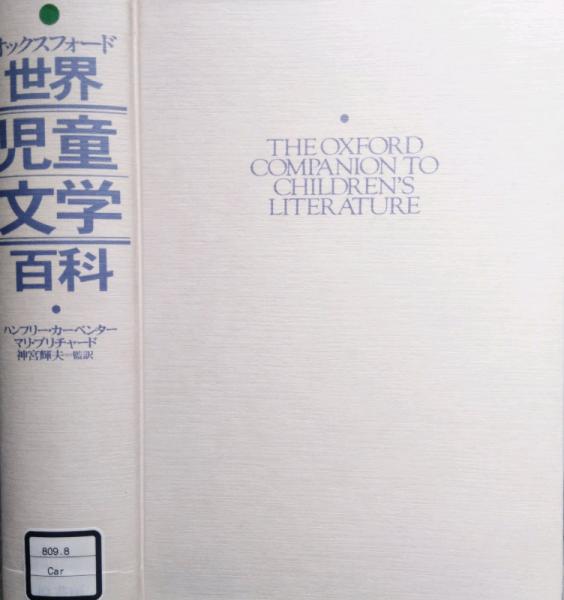 オックスフォード
世界
児童
文学
百科
ハンフリー・カーペンター
マリ・プリチャード
神宮輝夫=監訳
809.8
Car
THE OXFORD
COMPANION TO
CHILDREN'S
LITERATURE